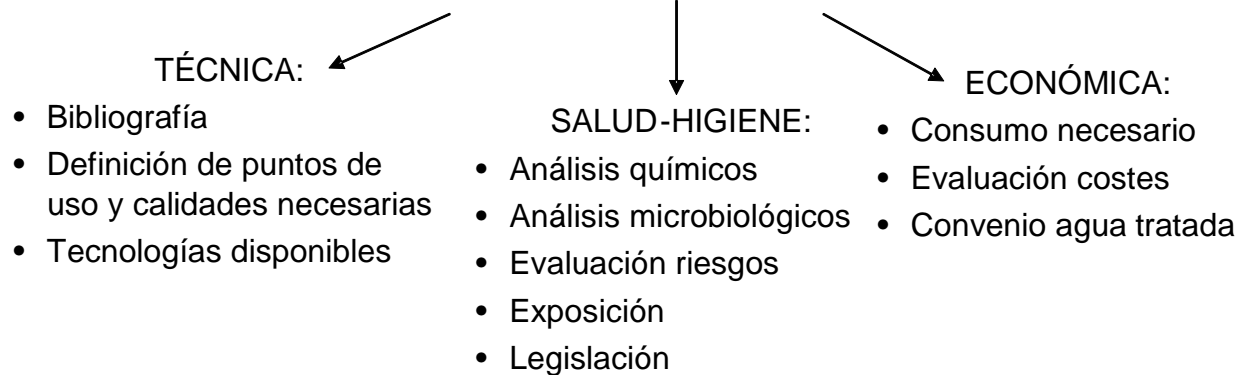 TÉCNICA:
• Bibliografía
• Definición de puntos de
uso y calidades necesarias
• Tecnologías disponibles
SALUD-HIGIENE:
• Análisis químicos
• Análisis microbiológicos
• Evaluación riesgos
• Exposición
• Legislación
ECONÓMICA:
• Consumo necesario
• Evaluación costes
• Convenio agua tratada